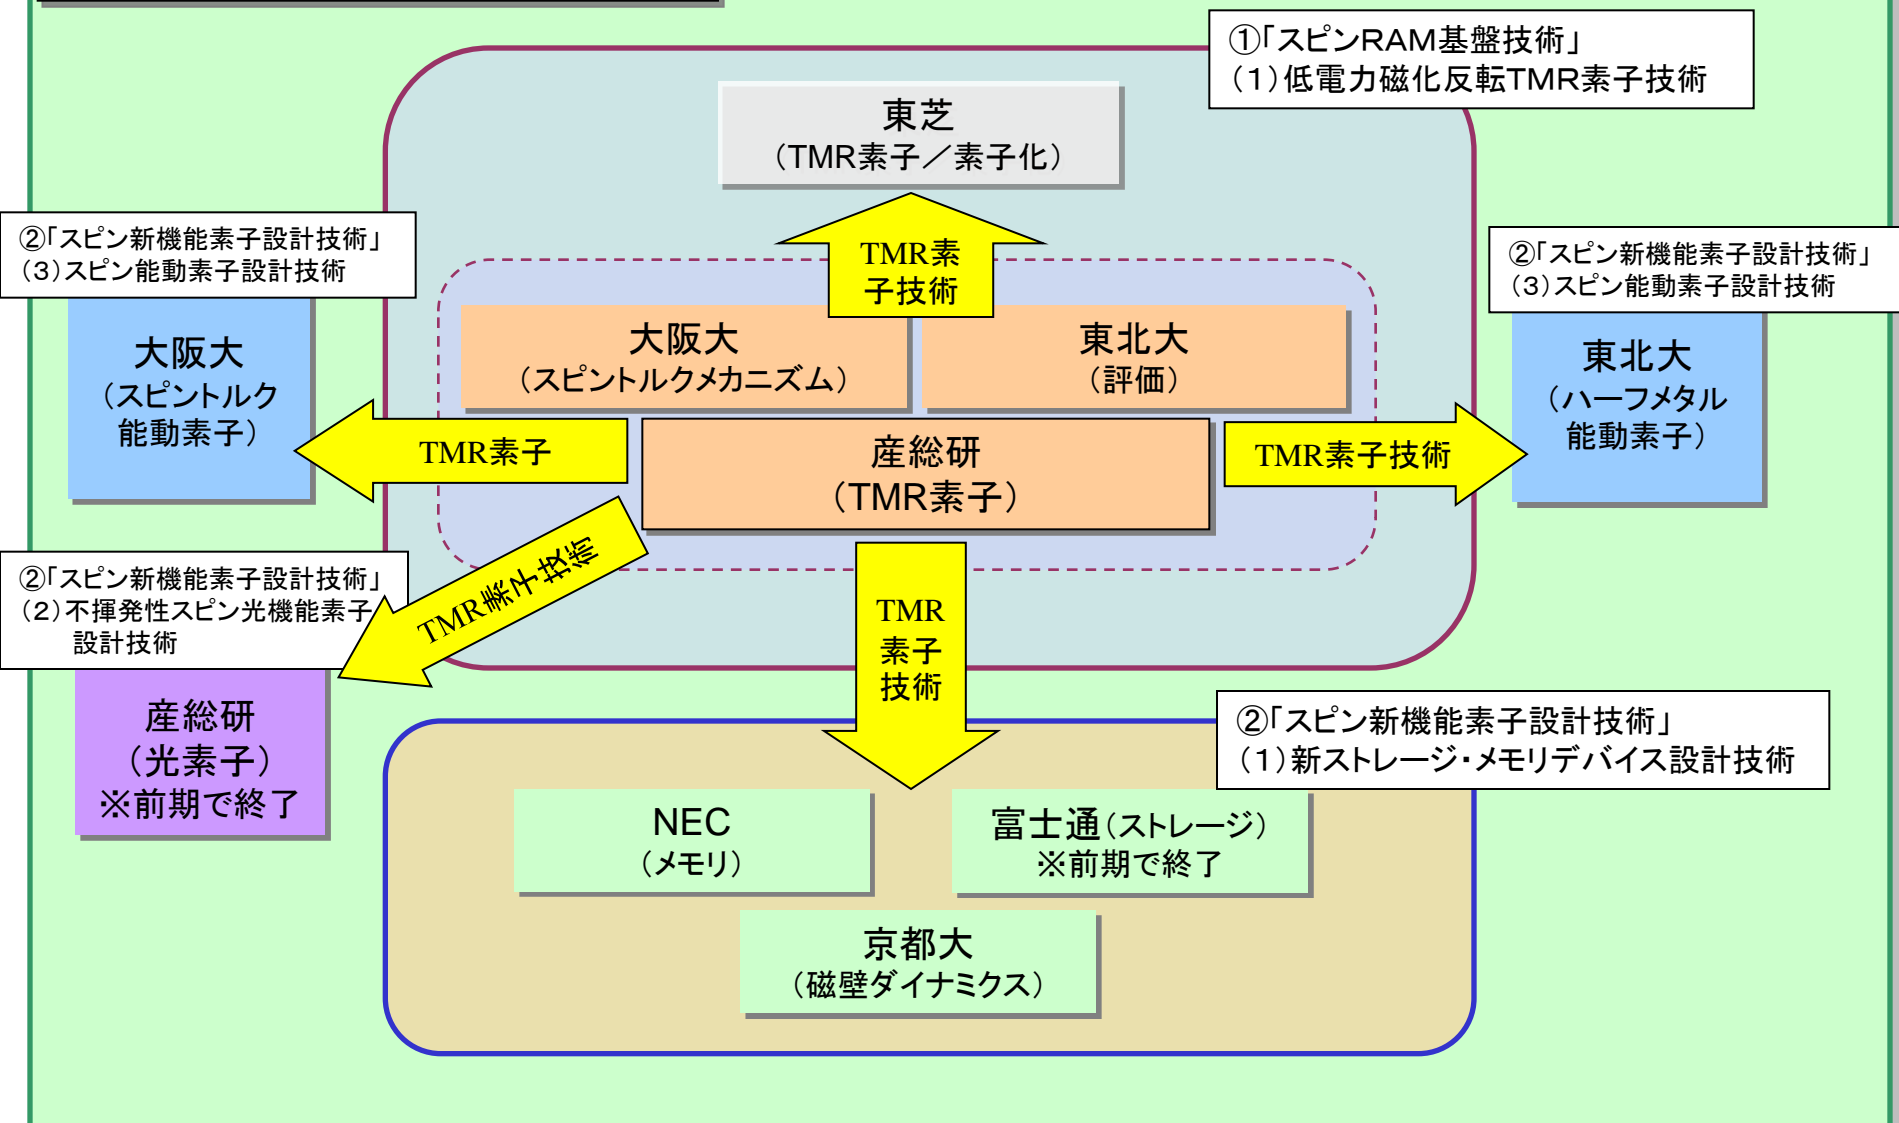 ①「スピンRAM基盤技術」
(1)低電力磁化反転TMR素子技術
東芝
(TMR素子／素子化)
TMR素
子技術
②「スピン新機能素子設計技術」
(3)スピン能動素子設計技術
大阪大
(スピントルク
能動素子)
②「スピン新機能素子設計技術」
(3)スピン能動素子設計技術
東北大
(ハーフメタル
能動素子)
大阪大
(スピントルクメカニズム)
東北大
(評価)
TMR素子
産総研
(TMR素子)
TMR素子技術
TMR素子技術
TMR
素子
技術
②「スピン新機能素子設計技術」
(2)不揮発性スピン光機能素子
設計技術
産総研
(光素子)
※前期で終了
②「スピン新機能素子設計技術」
(1)新ストレージ・メモリデバイス設計技術
NEC
(メモリ)
富士通(ストレージ)
※前期で終了
京都大
(磁壁ダイナミクス)